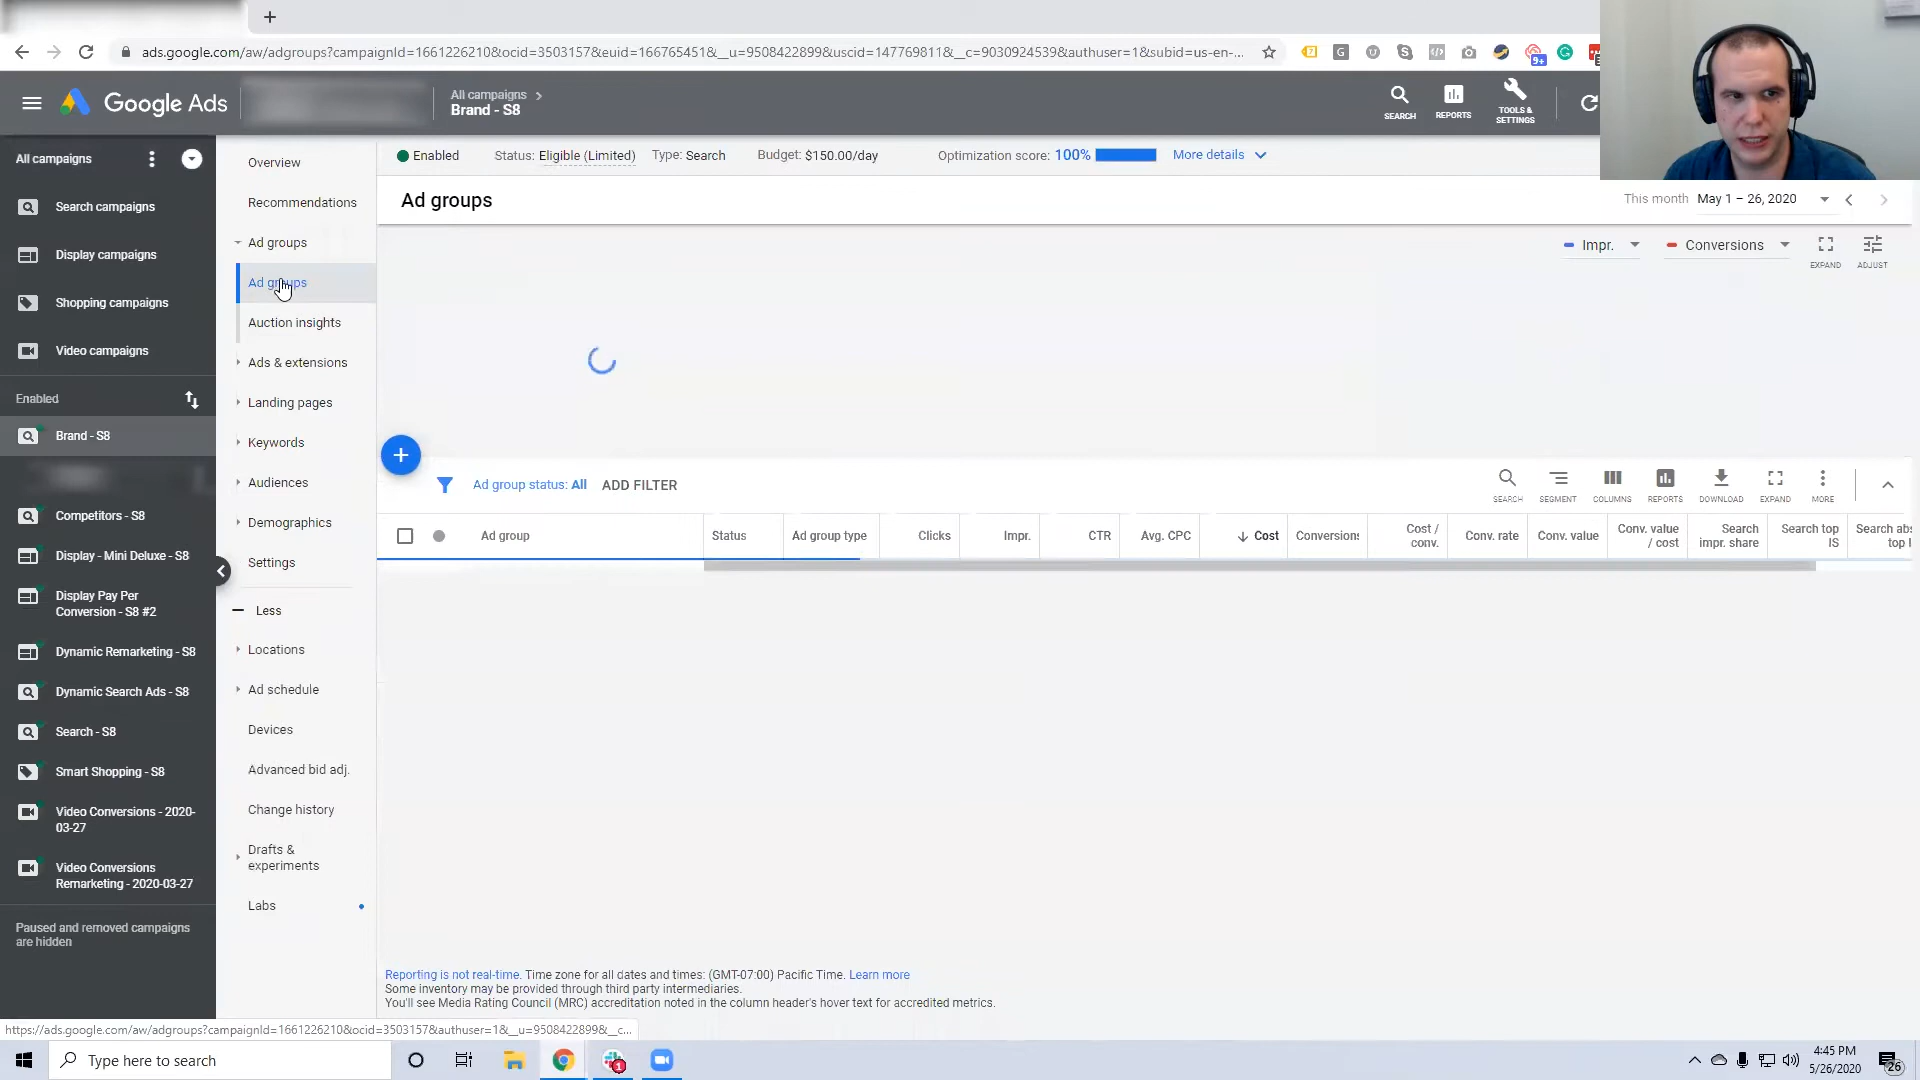 ads.google.com/aw/adgroups?campaignId=1661226210&ocid=3503157&euid=166765451&__u=9508422899&uscid=147769811&__c=9030924539&authuser=1&subid=us-en-...
9+
Google Ads
All campaigns
Brand - S8
SEARCH
REPORTS
TOOLS &
SETTINGS
All campaigns
Search campaigns
Display campaigns
Shopping campaigns
Video campaigns
Enabled
Brand - S8
Competitors - S8
Display - Mini Deluxe - S8
Display Pay Per
Conversion - S8 #2
Dynamic Remarketing - S8
Dynamic Search Ads - S8
Search - S8
Smart Shopping - S8
Video Conversions - 2020-
03-27
Video Conversions
Remarketing - 2020-03-27
Paused and removed campaigns
are hidden
Overview
Recommendations
Ad groups
Ad groups
Auction insights
Ads & extensions
Landing pages
Keywords
Audiences
Demographics
Settings
Less
Locations
Ad schedule
Devices
Advanced bid adj.
Change history
Drafts &
experiments
Labs
Enabled
Status: Eligible (Limited)
Type: Search
Budget: $150.00/day
Optimization score: 100%
More details
Ad groups
This month May 1 – 26, 2020
Impr.
Conversions
EXPAND
ADJUST
Ad group status: All
ADD FILTER
SEARCH
SEGMENT
COLUMNS
REPORTS
DOWNLOAD
EXPAND
MORE
Ad group
Status
Ad group type
Clicks
Impr.
CTR
Avg. CPC
Cost
Conversions
Cost /
conv.
Conv. rate
Conv. value
Conv. value
/ cost
Search
impr. share
Search top
IS
Search abs
top
Reporting is not real-time. Time zone for all dates and times: (GMT-07:00) Pacific Time. Learn more
Some inventory may be provided through third party intermediaries.
You'll see Media Rating Council (MRC) accreditation noted in the column header's hover text for accredited metrics.
https://ads.google.com/aw/adgroups?campaignId=1661226210&ocid=3503157&authuser=1&__u=9508422899&__c...
Type here to search
1
4:45 PM
5/26/2020
26